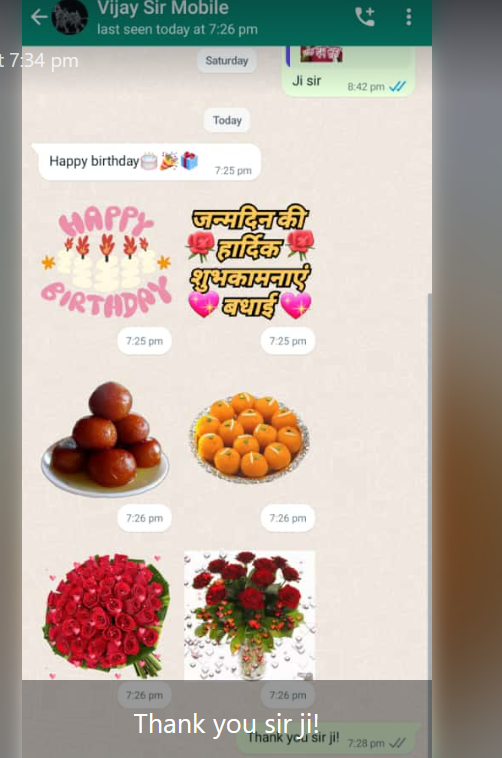 Vijay Sir Mobile
last seen today at 7:26 pm
t 7:34 pm
Saturday
Ji sir
8:42 pm
Today
Happy birthday🎂🎉🎁
7:25 pm
HAPPY
BIRTHDAY
जन्मदिन की
हार्दिक
शुभकामनाएं
बधाई
7:25 pm
7:25 pm
7:26 pm
7:26 pm
7:26 pm
7:26 pm
Thank you sir ji!
Thank you sir ji!
7:28 pm